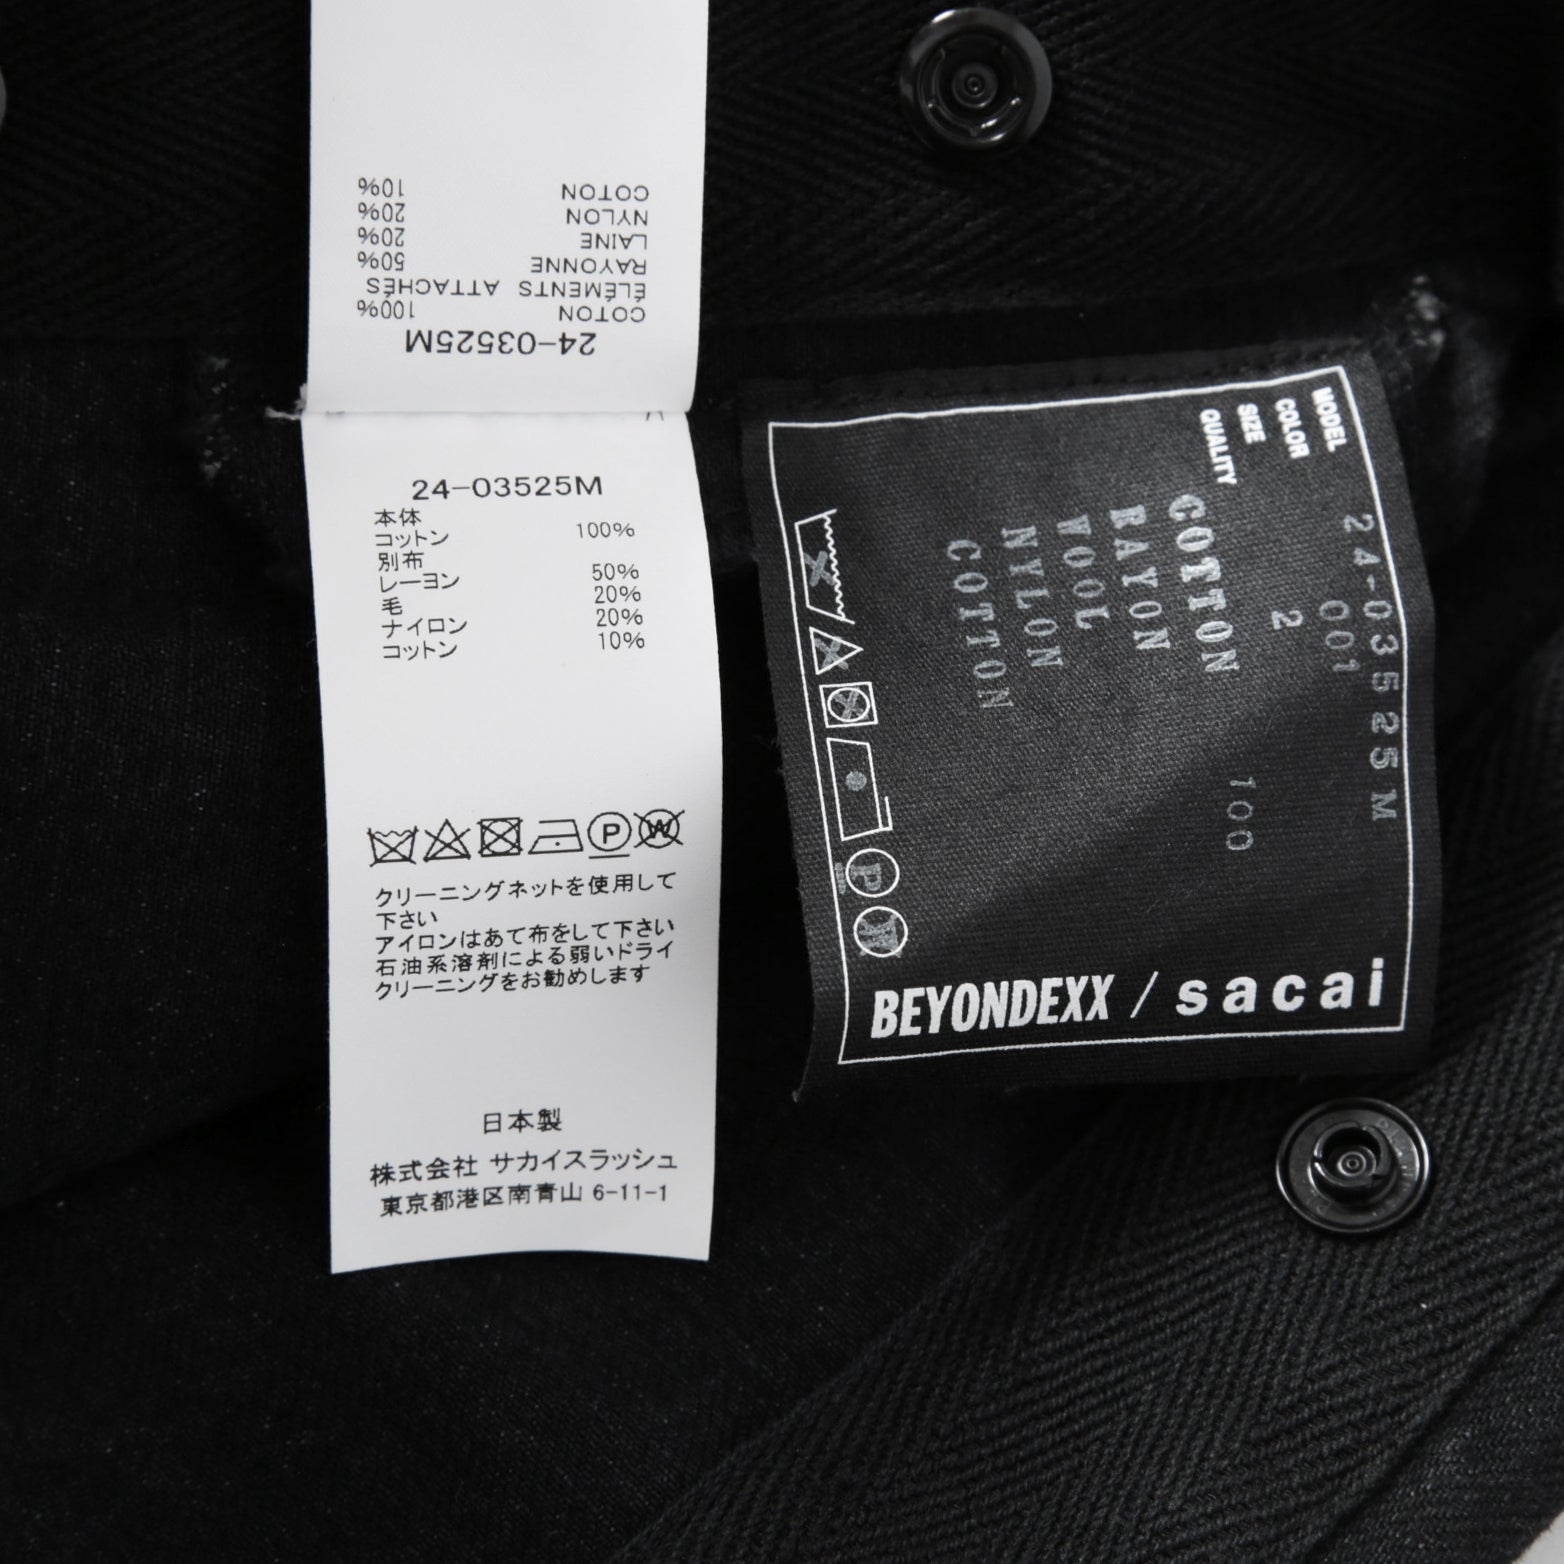 24-03525M
COTON 100%
ÉLÉMENTS ATTACHÉS
RAYONNE 50%
LAINE 20%
NYLON 20%
COTON 10%
24-03525M
本体
コットン 100%
別布
レーヨン 50%
毛 20%
ナイロン 20%
コットン 10%
P W
クリーニングネットを使用して
下さい
アイロンはあて布をして下さい
石油系溶剤による弱いドライ
クリーニングをお勧めします
日本製
株式会社 サカイスラッシュ
東京都港区南青山 6-11-1
MODEL 24-03525M
COLOR 001
SIZE 2
QUALITY
COTTON 100
RAYON
WOOL
NYLON
COTTON
P
BEYONDEXX / sacai